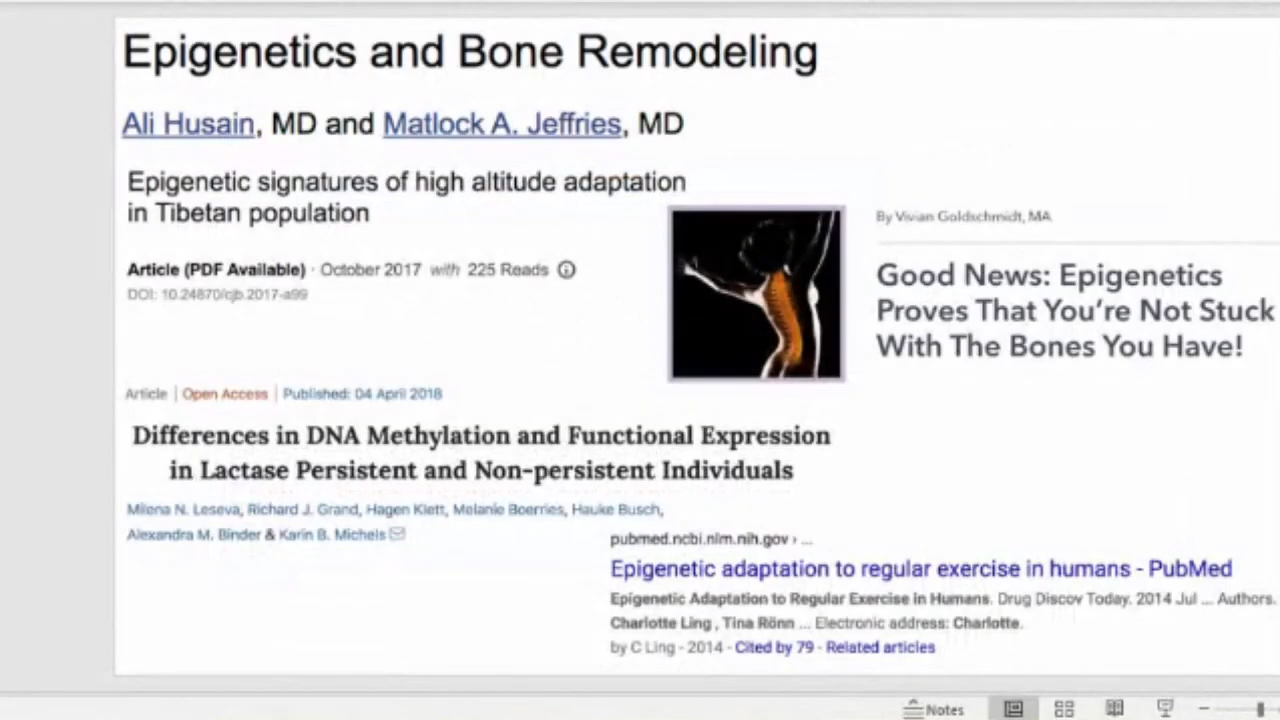 Epigenetics and Bone Remodeling
Ali Husain, MD and Matlock A. Jeffries, MD
Epigenetic signatures of high altitude adaptation
in Tibetan population
Article (PDF Available) · October 2017 with 225 Reads
DOI: 10.24870/cjb.2017-a99
By Vivian Goldschmidt, MA
Good News: Epigenetics
Proves That You're Not Stuck
With The Bones You Have!
Article | Open Access | Published: 04 April 2018
Differences in DNA Methylation and Functional Expression
in Lactase Persistent and Non-persistent Individuals
Milena N. Leseva, Richard J. Grand, Hagen Klett, Melanie Boerries, Hauke Busch,
Alexandra M. Binder & Karin B. Michels
pubmed.ncbi.nlm.nih.gov › ...
Epigenetic adaptation to regular exercise in humans - PubMed
Epigenetic Adaptation to Regular Exercise in Humans. Drug Discov Today. 2014 Jul ... Authors.
Charlotte Ling , Tina Rönn ... Electronic address: Charlotte.
by C Ling - 2014 - Cited by 79 - Related articles
Notes